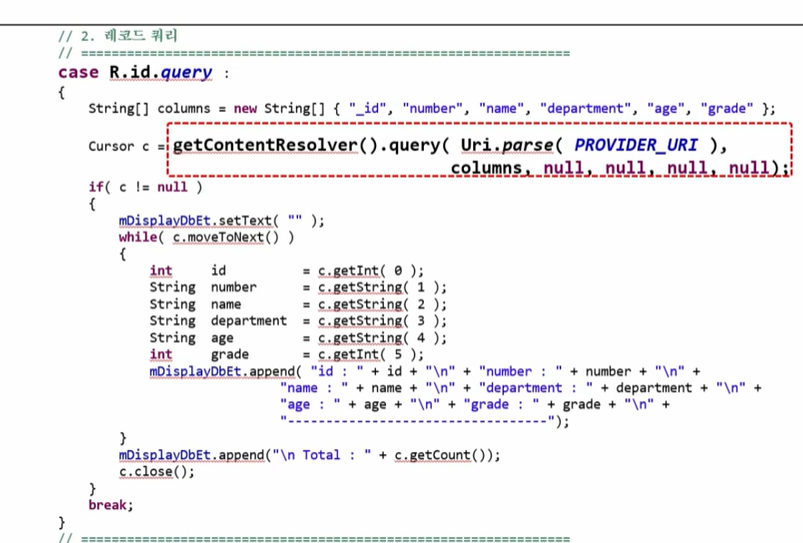 // 2. 레코드 쿼리
// ================================================================
case R.id.query :
{
String[] columns = new String[] { "_id", "number", "name", "department", "age", "grade" };
Cursor c = getContentResolver().query( Uri.parse( PROVIDER_URI ),
columns, null, null, null, null);
if( c != null )
{
mDisplayDbEt.setText( "" );
while( c.moveToNext() )
{
int id = c.getInt( 0 );
String number = c.getString( 1 );
String name = c.getString( 2 );
String department = c.getString( 3 );
String age = c.getString( 4 );
int grade = c.getInt( 5 );
mDisplayDbEt.append( "id : " + id + "\n" + "number : " + number + "\n" +
"name : " + name + "\n" + "department : " + department + "\n" +
"age : " + age + "\n" + "grade : " + grade + "\n" +
"----------------------------------");
}
mDisplayDbEt.append("\n Total : " + c.getCount());
c.close();
}
break;
}
// ================================================================